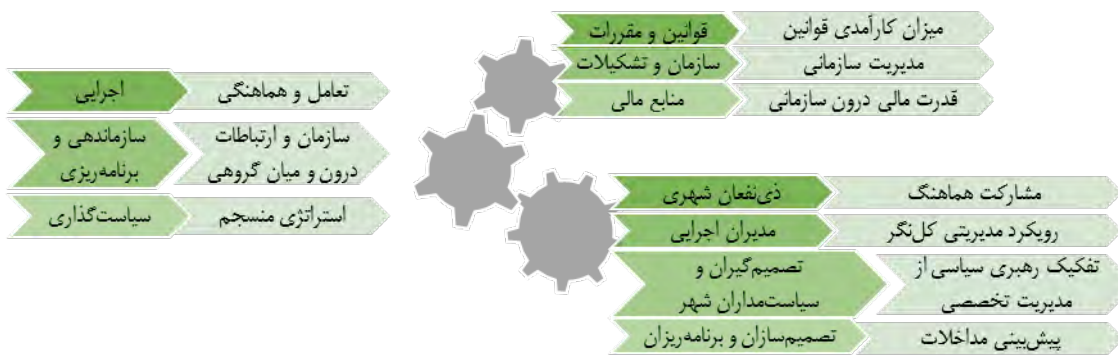 قوانین و مقررات
میزان کارآمدی قوانین
سازمان و تشکیلات
مدیریت سازمانی
منابع مالی
قدرت مالی درون سازمانی
اجرایی
تعامل و هماهنگی
سازماندهی و
برنامه‌ریزی
سازمان و ارتباطات
درون و میان گروهی
سیاست‌گذاری
استراتژی منسجم
ذی‌نفعان شهری
مشارکت هماهنگ
مدیران اجرایی
رویکرد مدیریتی کل‌نگر
تصمیم‌گیران و
سیاست‌مداران شهر
تفکیک رهبری سیاسی از
مدیریت تخصصی
تصمیم‌سازان و برنامه‌ریزان
پیش‌بینی مداخلات